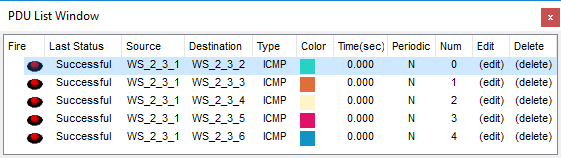 PDU List Window
Fire Last Status Source Destination Type Color Time(sec) Periodic Num Edit Delete
Successful WS_2_3_1 WS_2_3_2 ICMP 0.000 N 0 (edit) (delete)
Successful WS_2_3_1 WS_2_3_3 ICMP 0.000 N 1 (edit) (delete)
Successful WS_2_3_1 WS_2_3_4 ICMP 0.000 N 2 (edit) (delete)
Successful WS_2_3_1 WS_2_3_5 ICMP 0.000 N 3 (edit) (delete)
Successful WS_2_3_1 WS_2_3_6 ICMP 0.000 N 4 (edit) (delete)